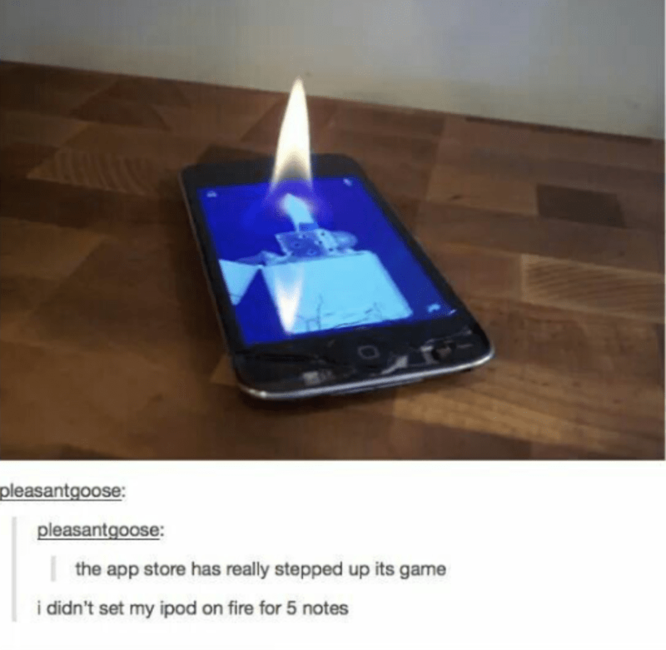 pleasantgoose:
pleasantgoose:
the app store has really stepped up its game
i didn't set my ipod on fire for 5 notes